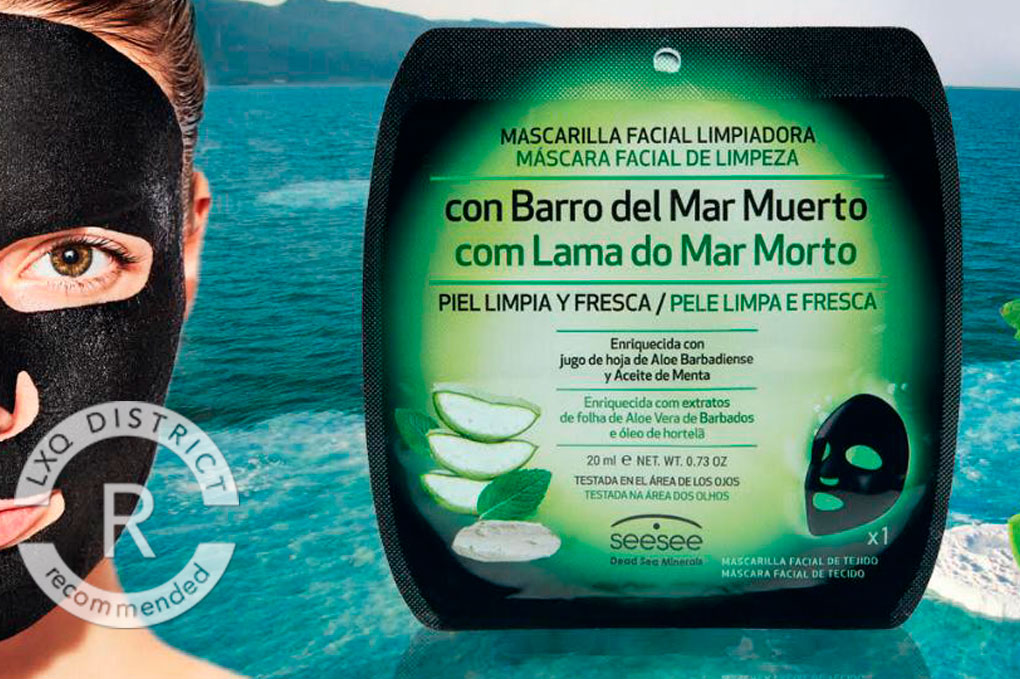 MASCARILLA FACIAL LIMPIADORA
MÁSCARA FACIAL DE LIMPEZA
con Barro del Mar Muerto
com Lama do Mar Morto
PIEL LIMPIA Y FRESCA / PELE LIMPA E FRESCA
Enriquecida con
jugo de hoja de Aloe Barbadiense
y Aceite de Menta
Enriquecida com extratos
de folha de Aloe Vera de Barbados
e óleo de hortelã
20 ml e NET. WT. 0.73 OZ
TESTADA EN EL ÁREA DE LOS OJOS
TESTADA NA ÁREA DOS OLHOS
seesee
Dead Sea Minerals
x1
MASCARILLA FACIAL DE TEJIDO
MÁSCARA FACIAL DE TECIDO
LXQ DISTRICT
R
recommended